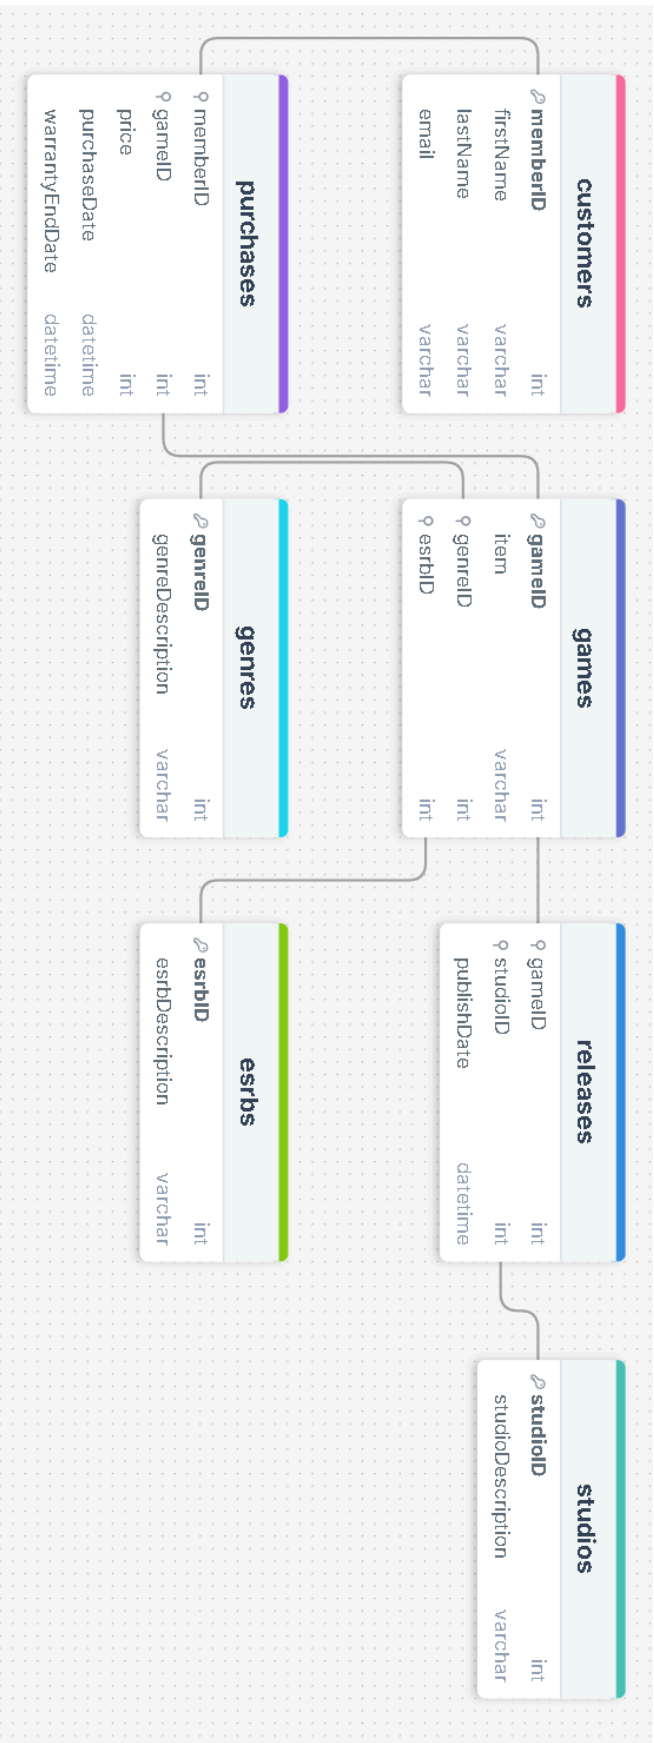 customers
memberID int
firstName varchar
lastName varchar
email varchar
games
gameID int
item varchar
genreID int
esrbID int
releases
gameID int
studioID int
publishDate datetime
studios
studioID int
studioDescription varchar
purchases
memberID int
gameID int
price int
purchaseDate datetime
warrantyEndDate datetime
genres
genreID int
genreDescription varchar
esrbs
esrbID int
esrbDescription varchar